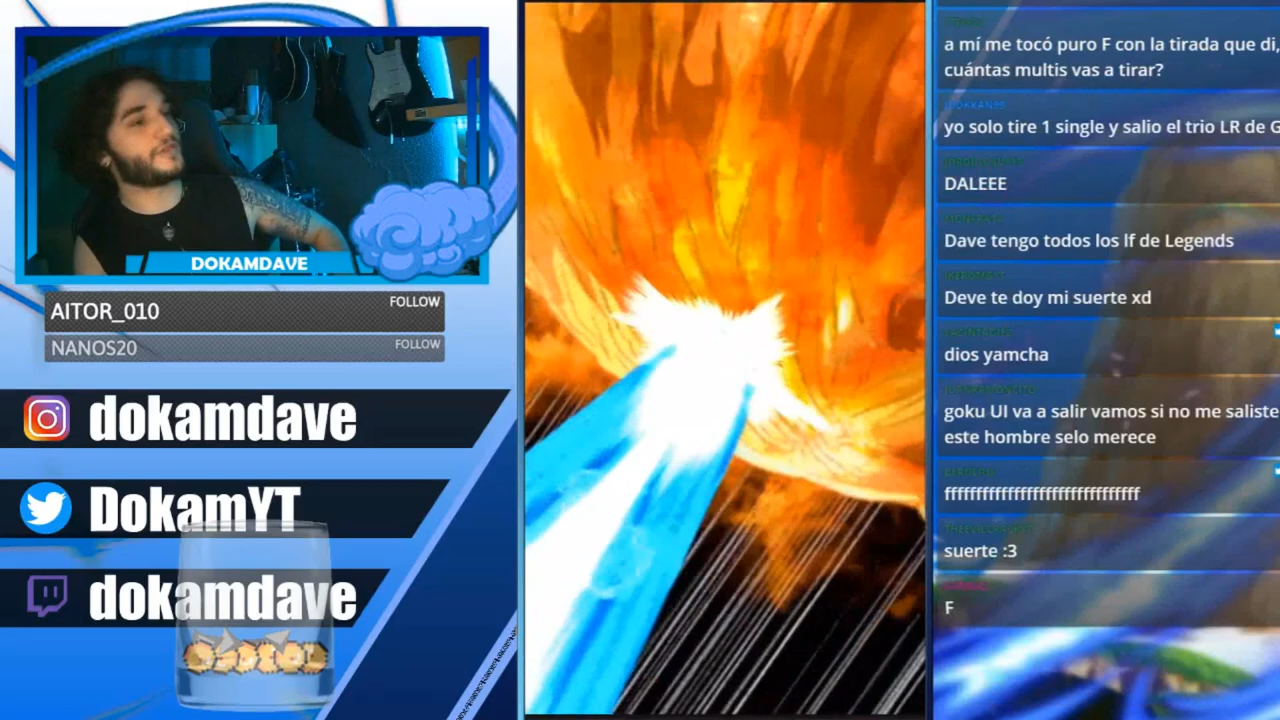 DOKAMDAVE
AITOR_010
FOLLOW
NANOS20
FOLLOW
dokamdave
DokamYT
dokamdave
a mí me tocó puro F con la tirada que di,
cuántas multis vas a tirar?
yo solo tire 1 single y salio el trio LR de G
DALEEE
Dave tengo todos los lf de Legends
Deve te doy mi suerte xd
dios yamcha
goku UI va a salir vamos si no me saliste
este hombre selo merece
fffffffffffffffffffffffffffffffff
suerte :3
F